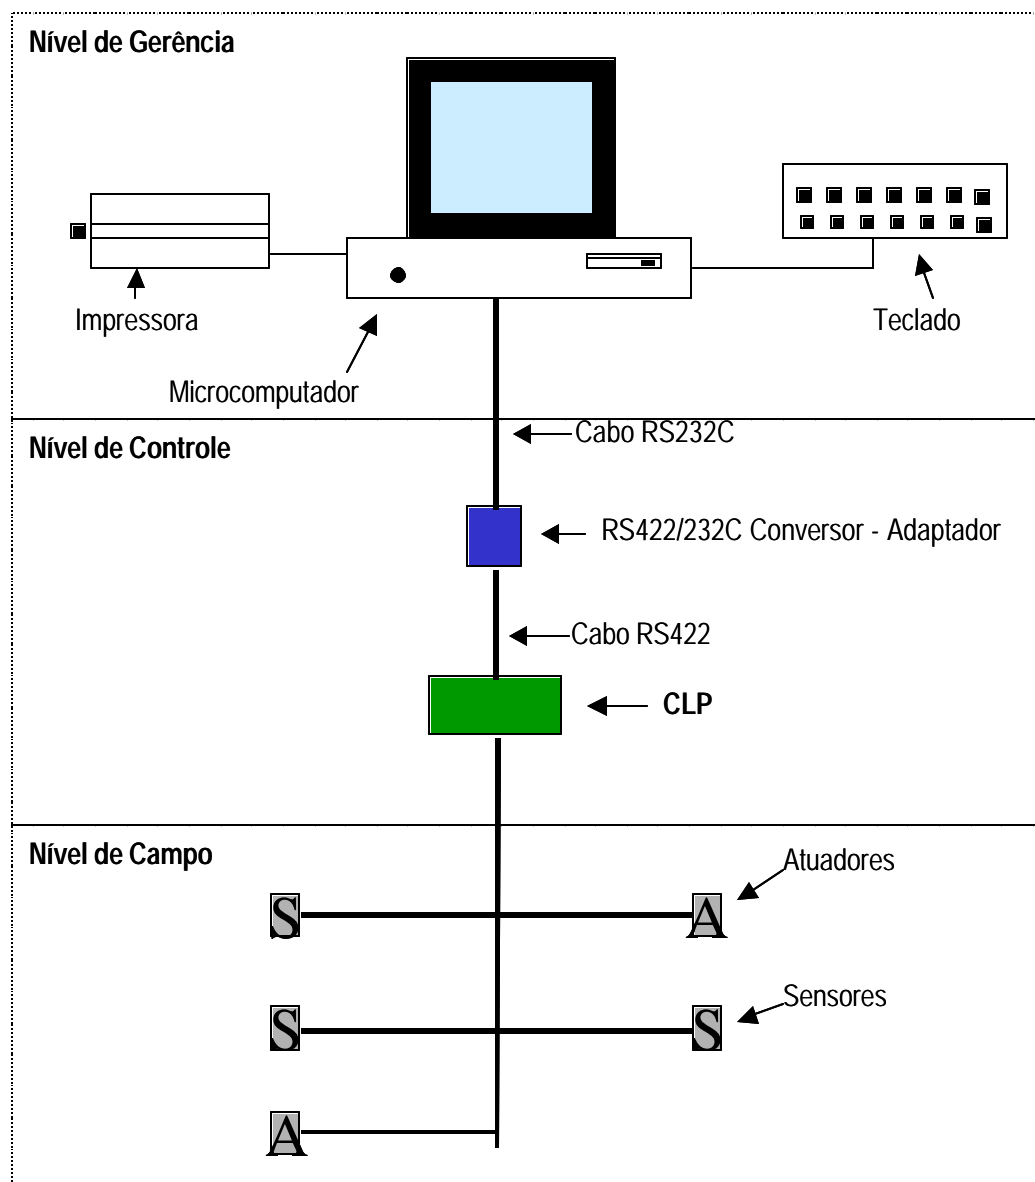 Nível de Gerência
Impressora
Teclado
Microcomputador
Cabo RS232C
Nível de Controle
RS422/232C Conversor - Adaptador
Cabo RS422
CLP
Nível de Campo
Atuadores
S
A
Sensores
S
S
A